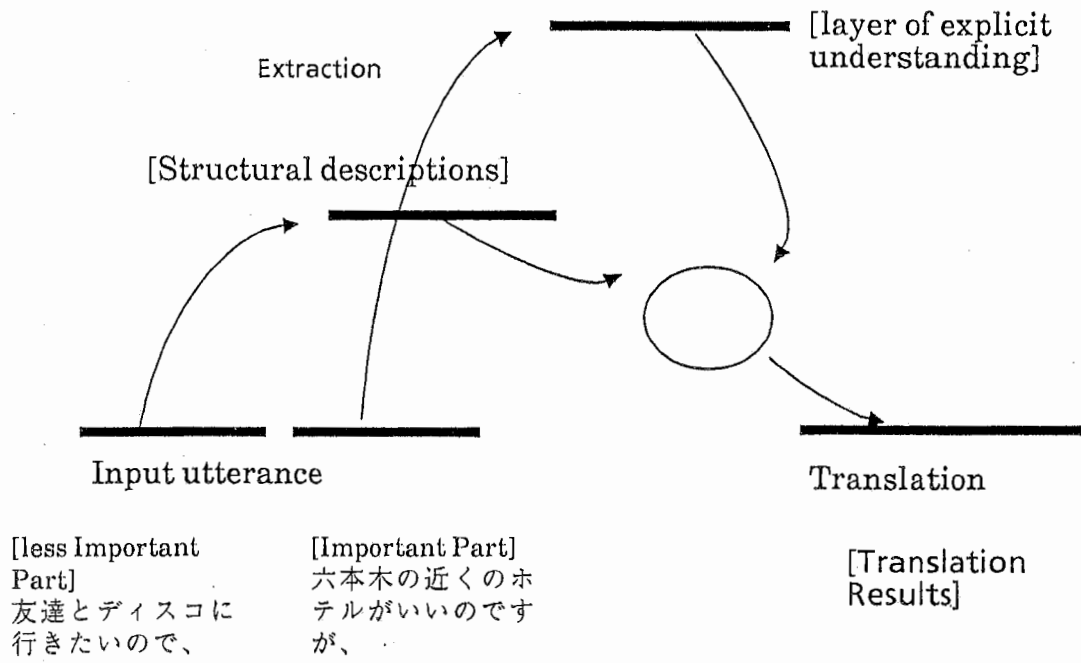 [layer of explicit
understanding]
Extraction
[Structural descriptions]
Input utterance
Translation
[less Important
Part]
友達とディスコに
行きたいので、
[Important Part]
六本木の近くのホ
テルがいいのです
が、
[Translation
Results]